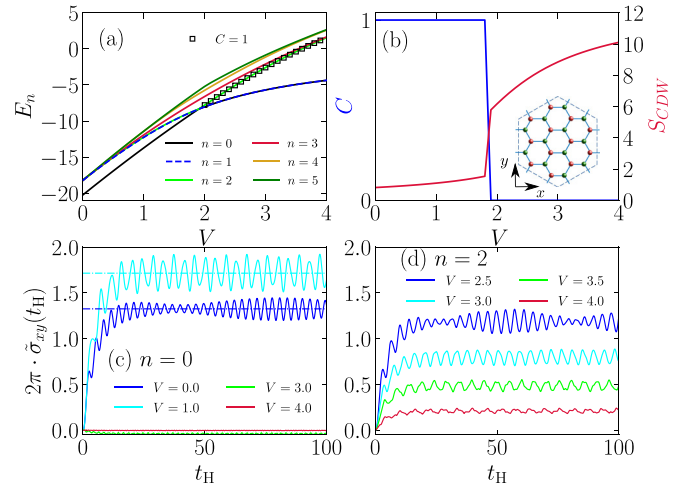 5
0
−5
−10
−15
−20
E_n
(a)
C = 1
n = 0
n = 1
n = 2
n = 3
n = 4
n = 5
0
1
2
3
4
V
1
0
C
(b)
12
10
8
6
4
2
0
S_{CDW}
y
x
0
1
2
3
4
V
2.0
1.5
1.0
0.5
0.0
2π · σ̃_{xy}(t_H)
(c) n = 0
V = 0.0
V = 1.0
V = 3.0
V = 4.0
0
50
100
t_H
2.0
1.5
1.0
0.5
0.0
(d) n = 2
V = 2.5
V = 3.0
V = 3.5
V = 4.0
0
50
100
t_H